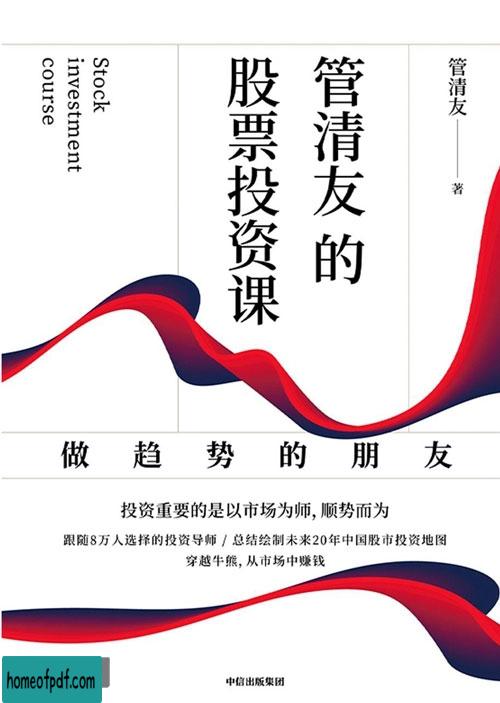 管清友的
股票投资课
Stock
investment
course
管清友 著
做趋势的朋友
投资重要的是以市场为师, 顺势而为
跟随8万人选择的投资导师 / 总结绘制未来20年中国股市投资地图
穿越牛熊, 从市场中赚钱
中信出版集团
homeofpdf.com